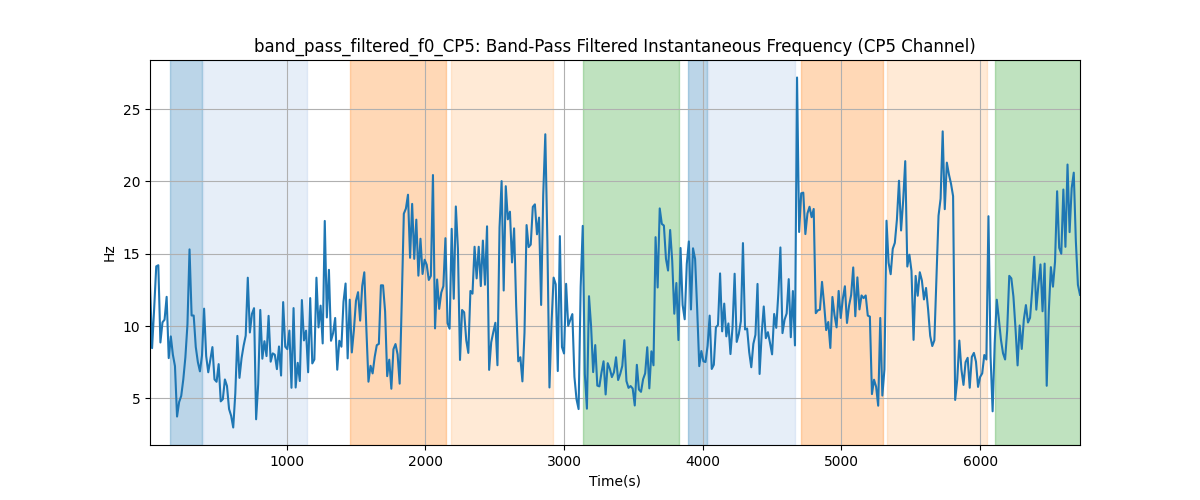 band_pass_filtered_f0_CP5: Band-Pass Filtered Instantaneous Frequency (CP5 Channel)
25
20
15
10
5
Hz
1000 2000 3000 4000 5000 6000
Time(s)